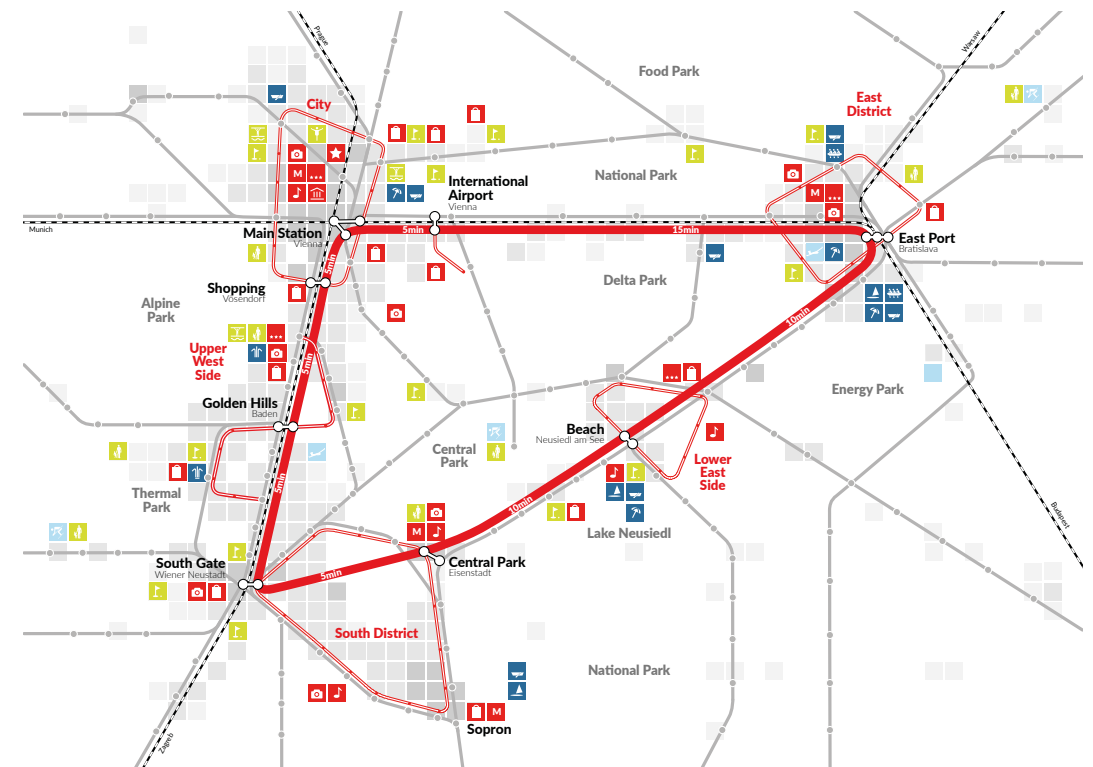 Prague
Warsaw
Food Park
City
East
District
International
Airport
Vienna
National Park
Munich
Main Station
Vienna
5min
15min
East Port
Bratislava
5min
Shopping
Vösendorf
Delta Park
Alpine
Park
10min
Upper
West
Side
5min
Energy Park
Golden Hills
Baden
Beach
Neusiedl am See
Central
Park
Lower
East
Side
Thermal
Park
5min
10min
Lake Neusiedl
Budapest
South Gate
Wiener Neustadt
Central Park
Eisenstadt
5min
South District
National Park
Sopron
Zagreb
M
M
M
M